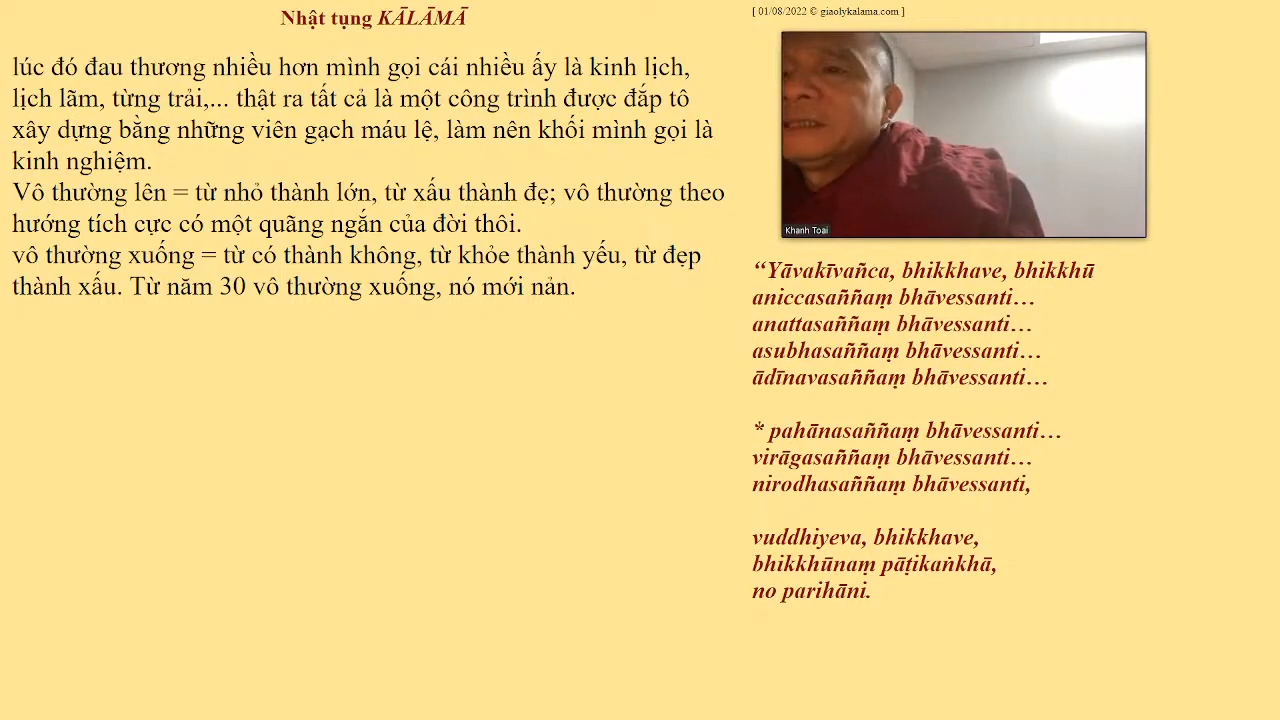 Nhật tụng KĀLĀMĀ
lúc đó đau thương nhiều hơn mình gọi cái nhiều ấy là kinh lịch,
lịch lãm, từng trải,... thật ra tất cả là một công trình được đắp tô
xây dựng bằng những viên gạch máu lệ, làm nên khối mình gọi là
kinh nghiệm.
Vô thường lên = từ nhỏ thành lớn, từ xấu thành đẹ; vô thường theo
hướng tích cực có một quãng ngắn của đời thôi.
vô thường xuống = từ có thành không, từ khỏe thành yếu, từ đẹp
thành xấu. Từ năm 30 vô thường xuống, nó mới nản.
[ 01/08/2022 © giaolykalama.com ]
Khanh Toai
“Yāvakīvañca, bhikkhave, bhikkhū
aniccasaññaṃ bhāvessanti…
anattasaññaṃ bhāvessanti…
asubhasaññaṃ bhāvessanti…
ādīnavasaññaṃ bhāvessanti…
* pahānasaññaṃ bhāvessanti…
virāgasaññaṃ bhāvessanti…
nirodhasaññaṃ bhāvessanti,
vuddhiyeva, bhikkhave,
bhikkhūnaṃ pāṭikaṅkhā,
no parihāni.